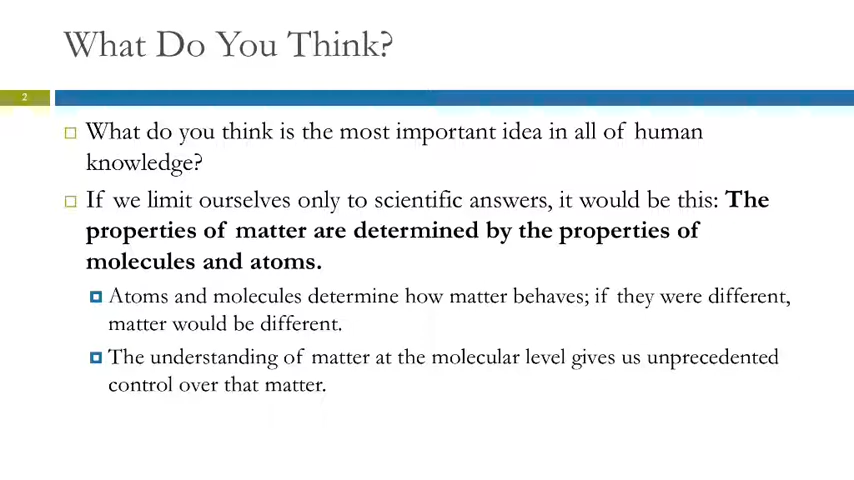 What Do You Think?
2
What do you think is the most important idea in all of human
knowledge?
If we limit ourselves only to scientific answers, it would be this: The
properties of matter are determined by the properties of
molecules and atoms.
Atoms and molecules determine how matter behaves; if they were different,
matter would be different.
The understanding of matter at the molecular level gives us unprecedented
control over that matter.